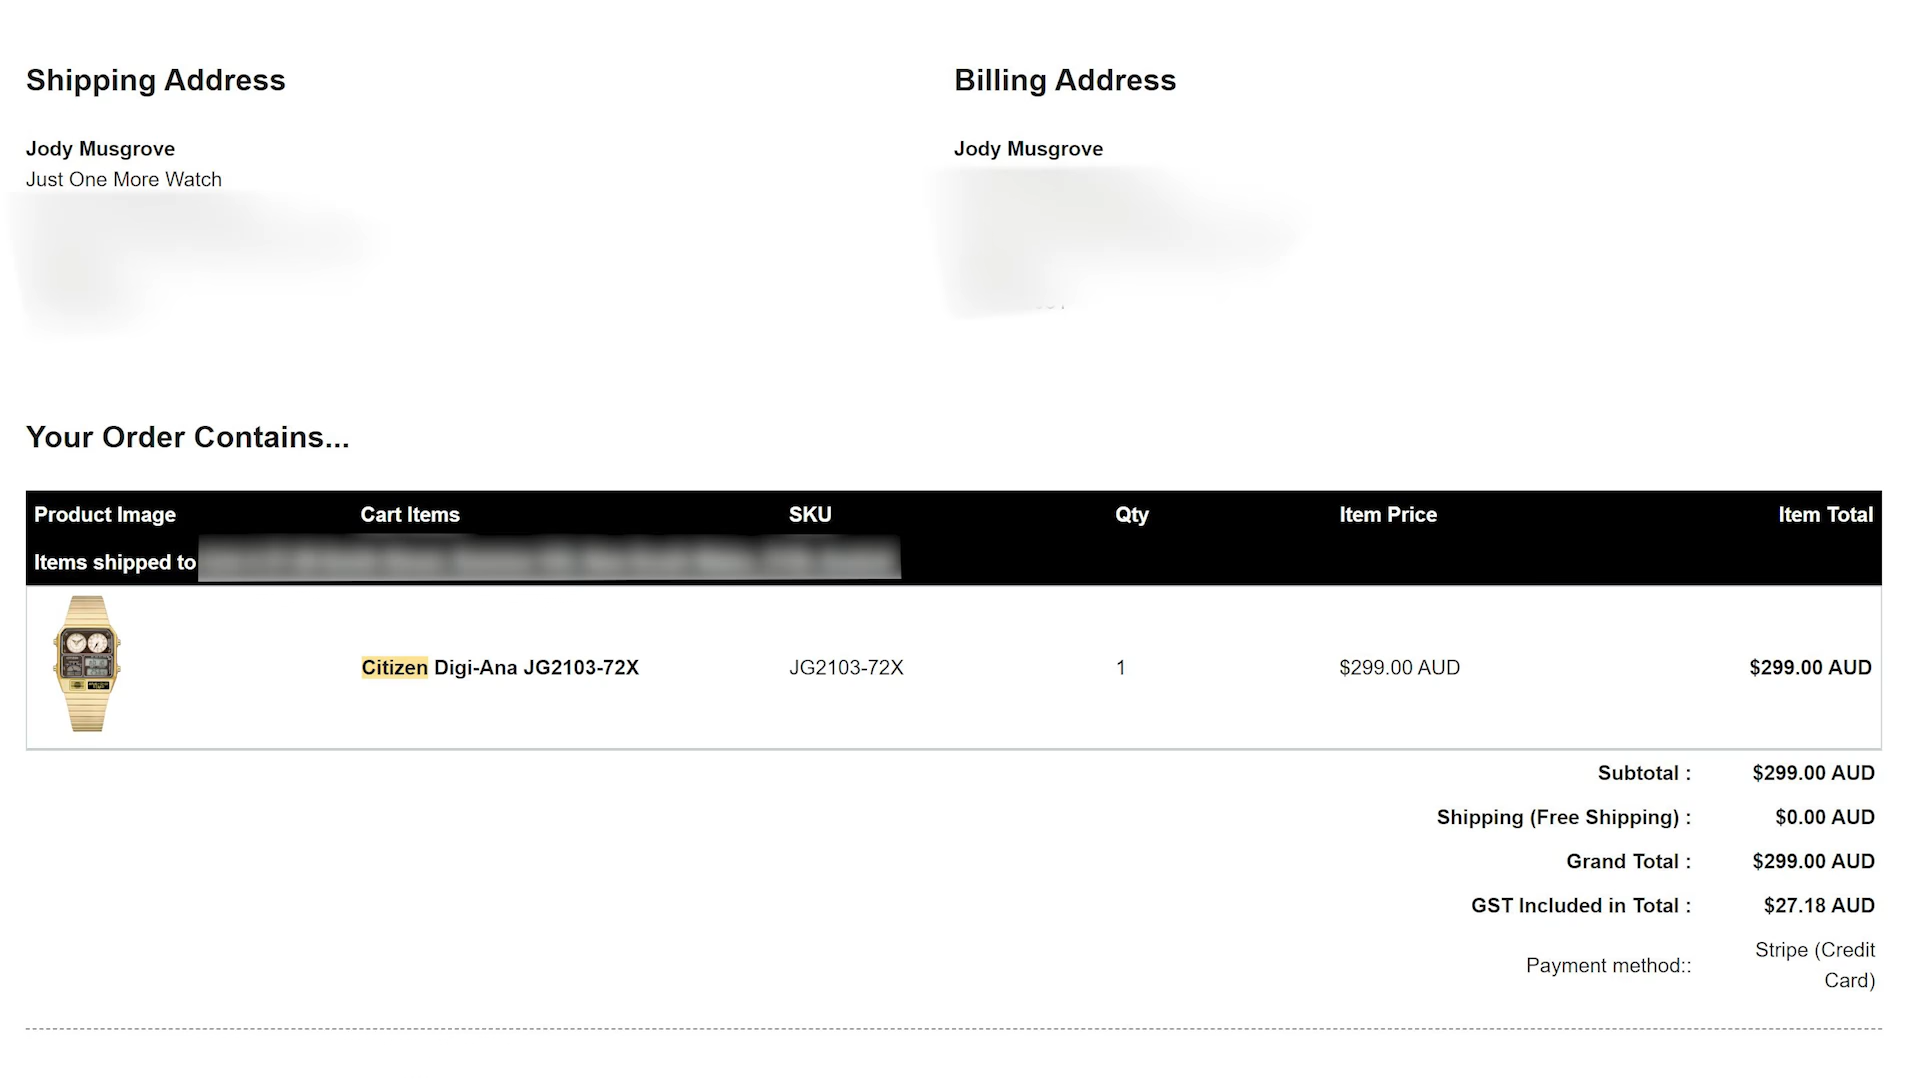 Shipping Address
Jody Musgrove
Just One More Watch
Billing Address
Jody Musgrove
Your Order Contains...
Product Image Cart Items SKU Qty Item Price Item Total
Items shipped to
Citizen Digi-Ana JG2103-72X JG2103-72X 1 $299.00 AUD $299.00 AUD
Subtotal : $299.00 AUD
Shipping (Free Shipping) : $0.00 AUD
Grand Total : $299.00 AUD
GST Included in Total : $27.18 AUD
Payment method:: Stripe (Credit
Card)